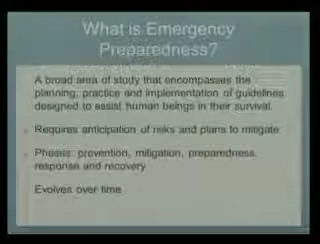 What is Emergency
Preparedness?
A broad area of study that encompasses the
planning, practice and implementation of guidelines
designed to assist human beings in their survival.
Requires anticipation of risks and plans to mitigate
Phases: prevention, mitigation, preparedness,
response and recovery
Evolves over time